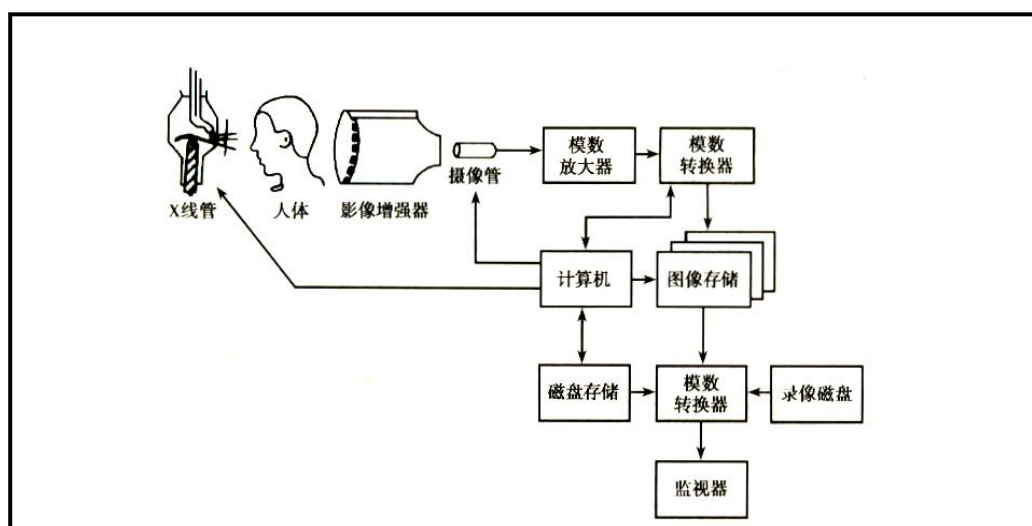 X线管
人体
影像增强器
摄像管
模数
放大器
模数
转换器
计算机
图像存储
磁盘存储
模数
转换器
录像磁盘
监视器